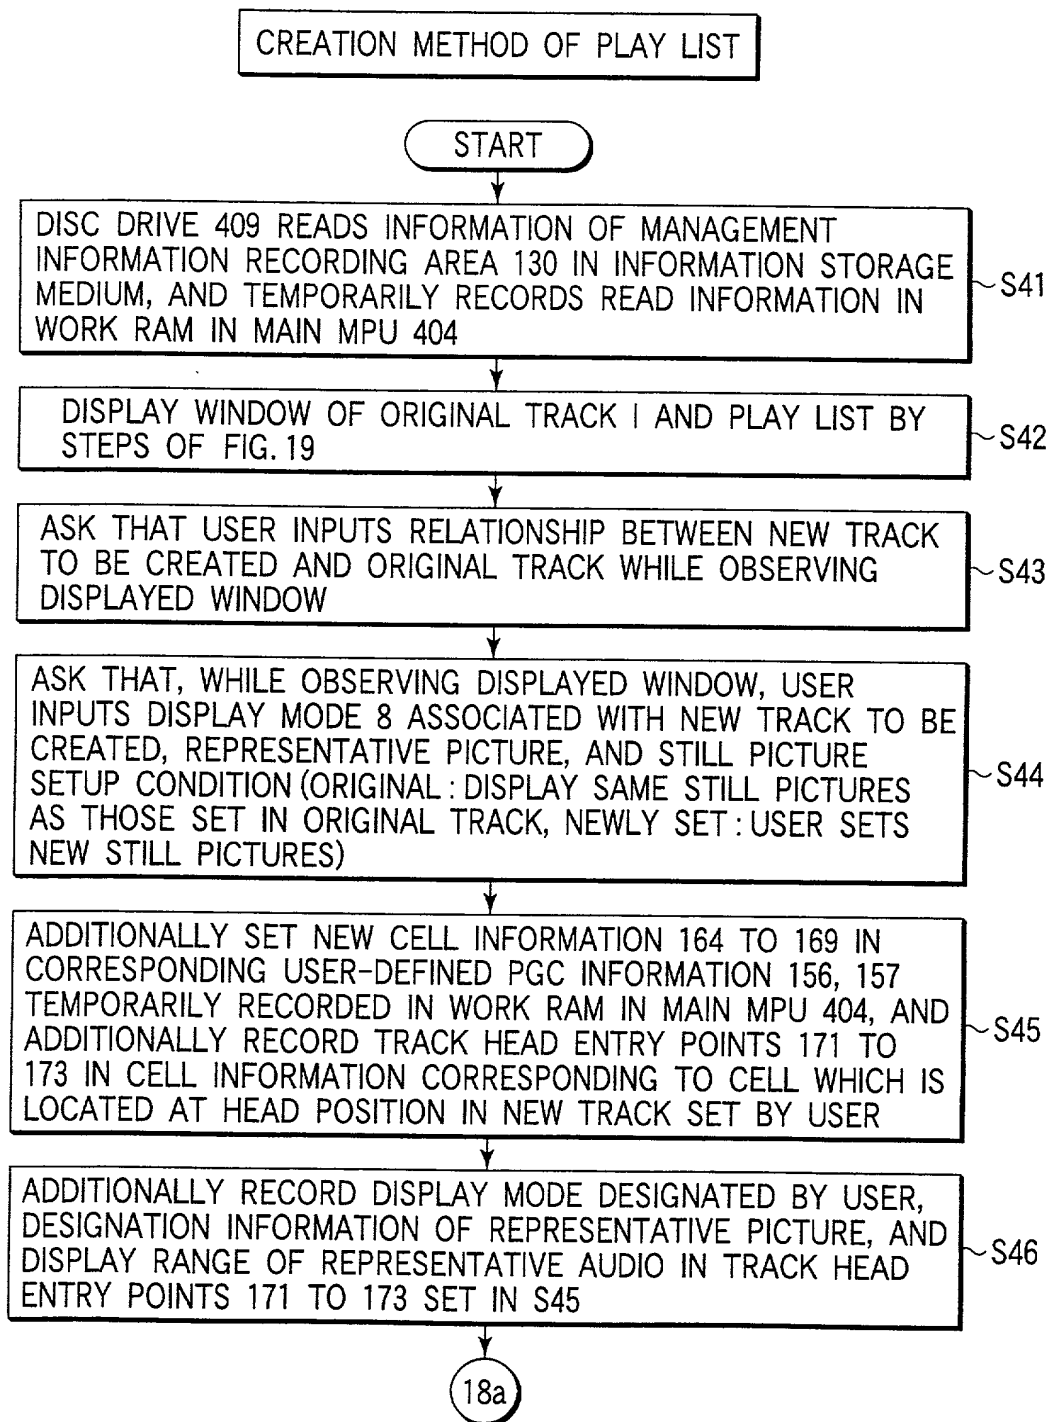 CREATION METHOD OF PLAY LIST
START
DISC DRIVE 409 READS INFORMATION OF MANAGEMENT
INFORMATION RECORDING AREA 130 IN INFORMATION STORAGE
MEDIUM, AND TEMPORARILY RECORDS READ INFORMATION IN
WORK RAM IN MAIN MPU 404
S41
DISPLAY WINDOW OF ORIGINAL TRACK I AND PLAY LIST BY
STEPS OF FIG. 19
S42
ASK THAT USER INPUTS RELATIONSHIP BETWEEN NEW TRACK
TO BE CREATED AND ORIGINAL TRACK WHILE OBSERVING
DISPLAYED WINDOW
S43
ASK THAT, WHILE OBSERVING DISPLAYED WINDOW, USER
INPUTS DISPLAY MODE 8 ASSOCIATED WITH NEW TRACK TO BE
CREATED, REPRESENTATIVE PICTURE, AND STILL PICTURE
SETUP CONDITION (ORIGINAL : DISPLAY SAME STILL PICTURES
AS THOSE SET IN ORIGINAL TRACK, NEWLY SET : USER SETS
NEW STILL PICTURES)
S44
ADDITIONALLY SET NEW CELL INFORMATION 164 TO 169 IN
CORRESPONDING USER-DEFINED PGC INFORMATION 156, 157
TEMPORARILY RECORDED IN WORK RAM IN MAIN MPU 404, AND
ADDITIONALLY RECORD TRACK HEAD ENTRY POINTS 171 TO
173 IN CELL INFORMATION CORRESPONDING TO CELL WHICH IS
LOCATED AT HEAD POSITION IN NEW TRACK SET BY USER
S45
ADDITIONALLY RECORD DISPLAY MODE DESIGNATED BY USER,
DESIGNATION INFORMATION OF REPRESENTATIVE PICTURE, AND
DISPLAY RANGE OF REPRESENTATIVE AUDIO IN TRACK HEAD
ENTRY POINTS 171 TO 173 SET IN S45
S46
18a